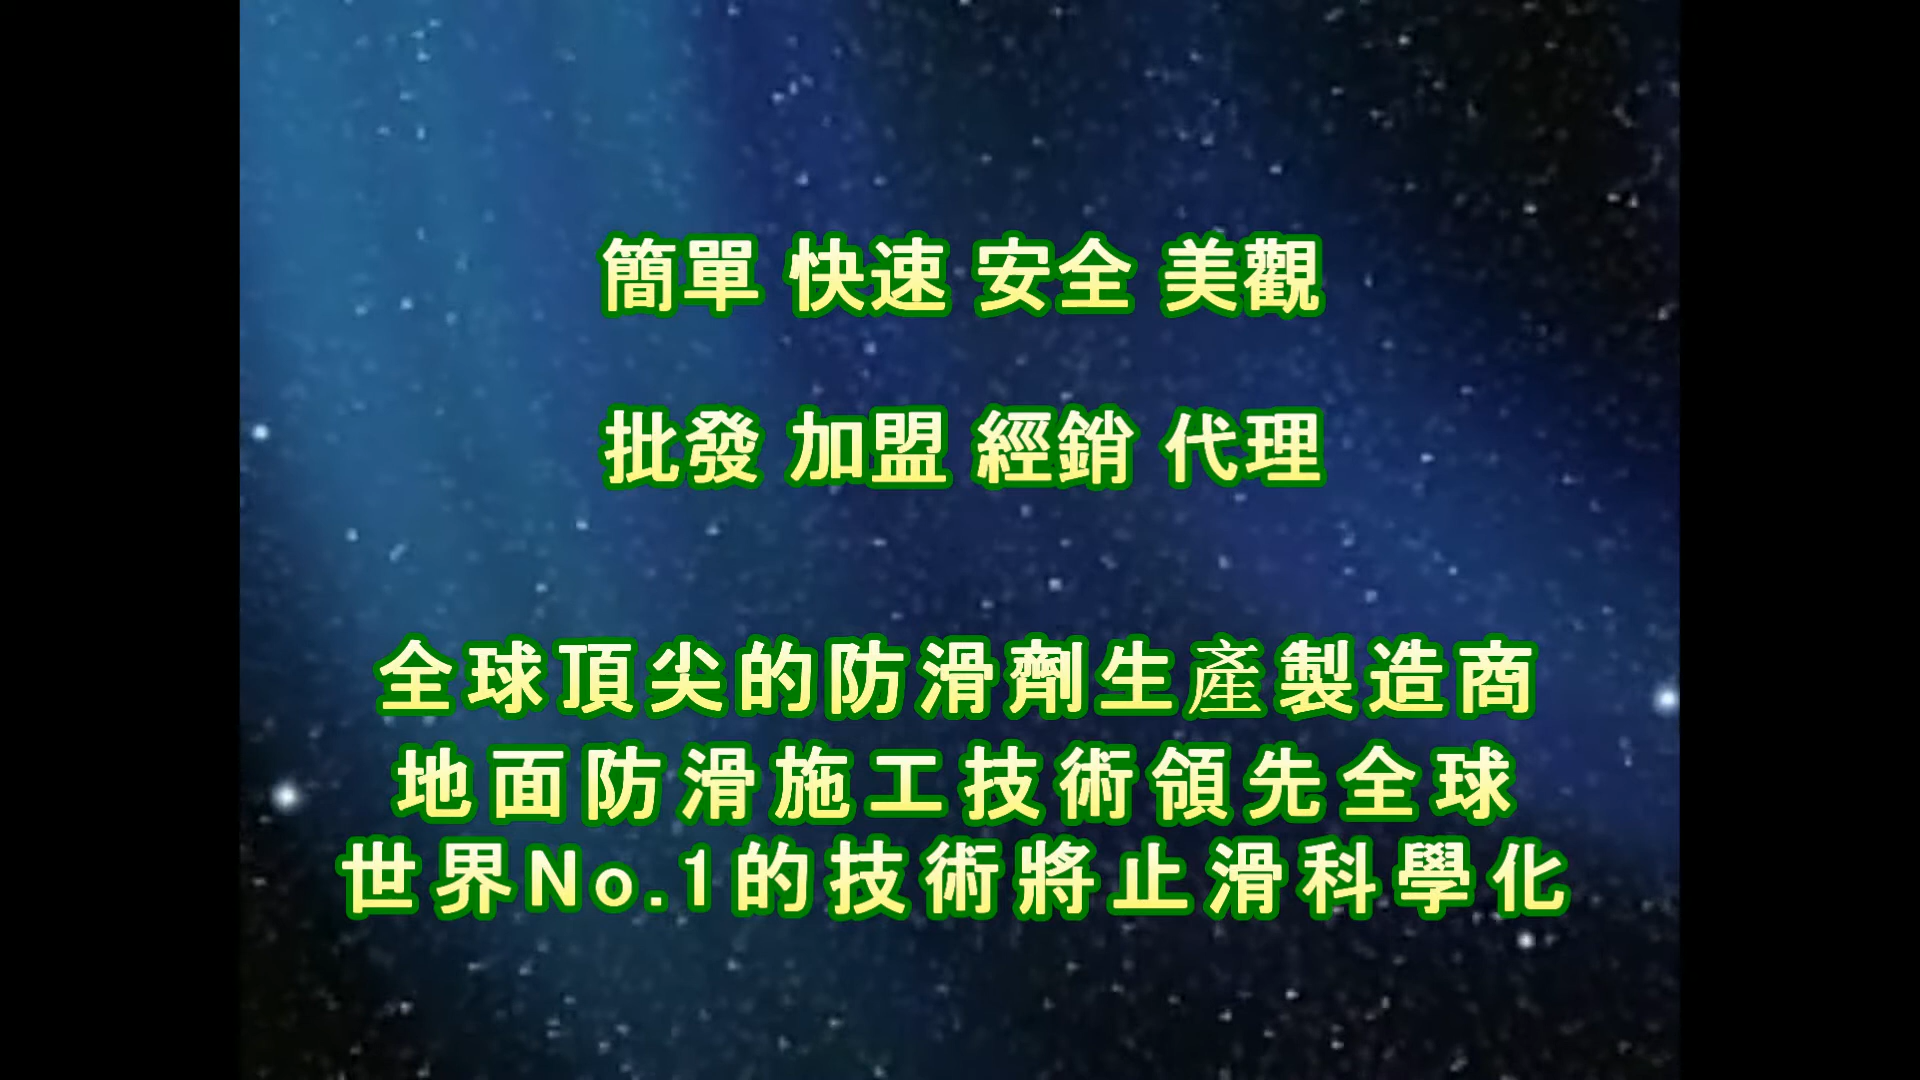 簡單 快速 安全 美觀
批發 加盟 經銷 代理
全球頂尖的防滑劑生產製造商
地面防滑施工技術領先全球
世界No.1的技術將止滑科學化